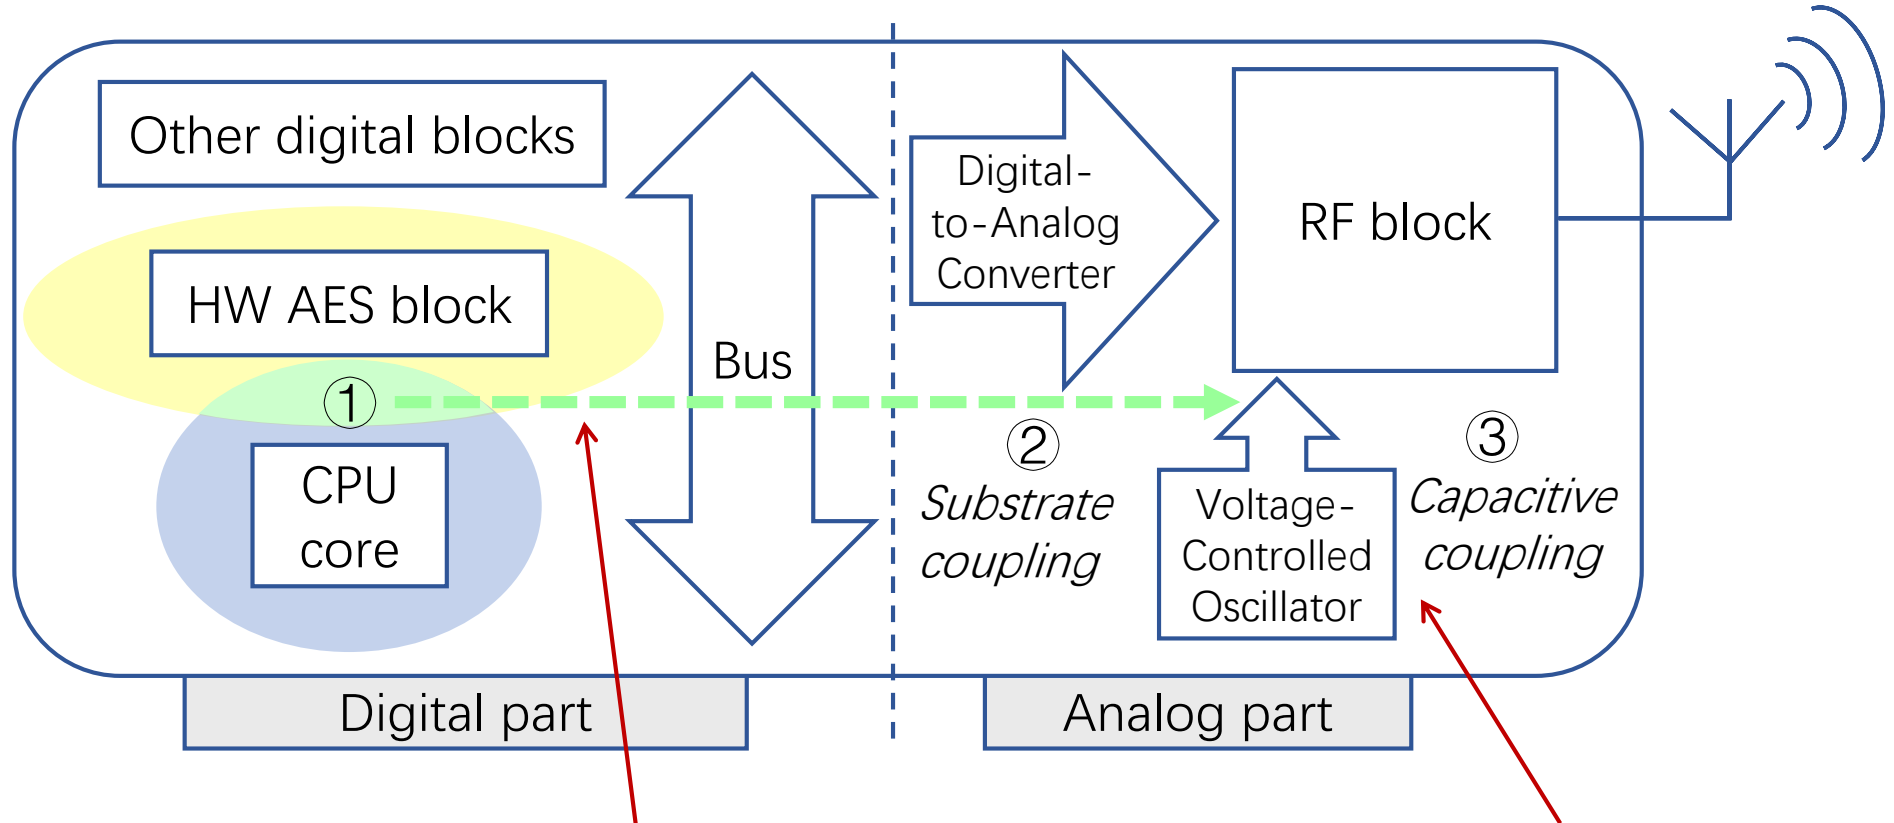 Other digital blocks
HW AES block
①
CPU
core
Bus
Digital-
to-Analog
Converter
RF block
②
Substrate
coupling
Voltage-
Controlled
Oscillator
③
Capacitive
coupling
Digital part
Analog part